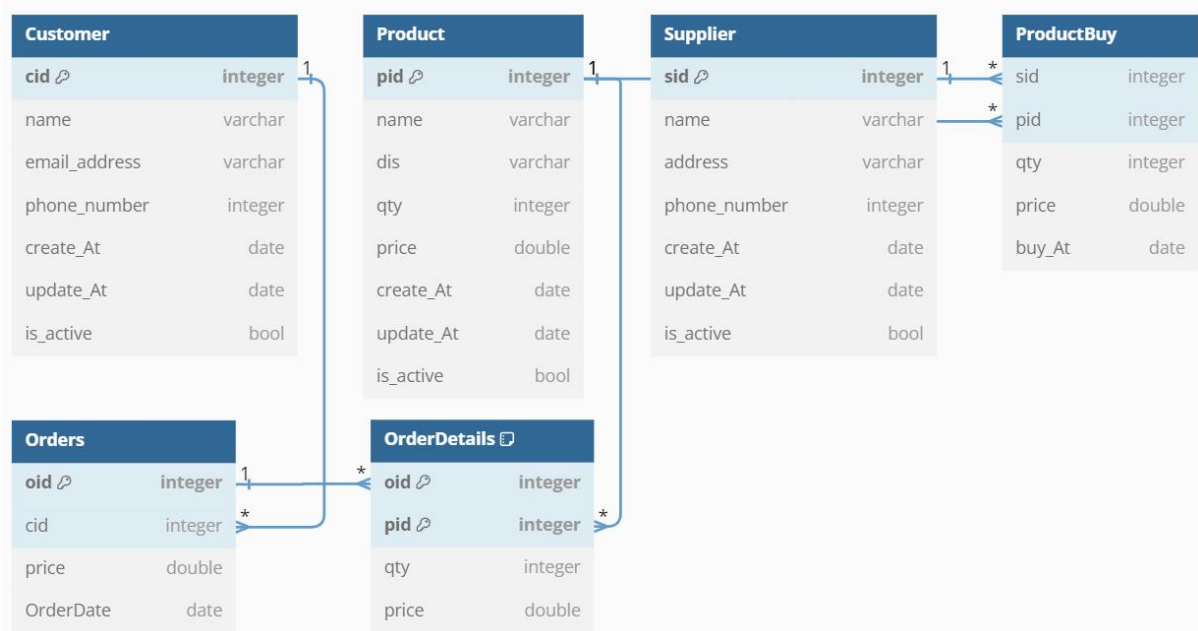 Customer
cid integer
name varchar
email_address varchar
phone_number integer
create_At date
update_At date
is_active bool
1
Product
pid integer
name varchar
dis varchar
qty integer
price double
create_At date
update_At date
is_active bool
1
Supplier
sid integer
name varchar
address varchar
phone_number integer
create_At date
update_At date
is_active bool
1
*
*
ProductBuy
sid integer
pid integer
qty integer
price double
buy_At date
Orders
oid integer
cid integer
price double
OrderDate date
1
*
*
OrderDetails
oid integer
pid integer
qty integer
price double
*